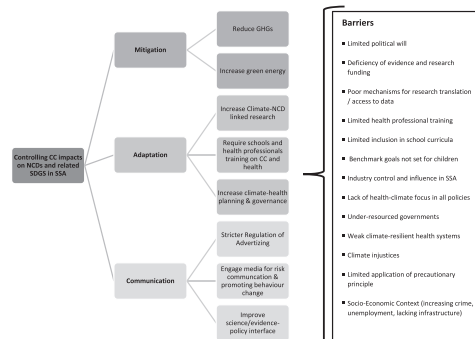 Controlling CC impacts
on NCDs and related
SDGS in SSA
Mitigation
Reduce GHGs
Increase green energy
Adaptation
Increase Climate-NCD
linked research
Require schools and
health professionals
training on CC and
health
Increase climate-health
planning & governance
Communication
Stricter Regulation of
Advertizing
Engage media for risk
communcation &
promoting behaviour
change
Improve
science/evidence-
policy interface
Barriers
▪ Limited political will
▪ Deficiency of evidence and research
funding
▪ Poor mechanisms for research translation
/ access to data
▪ Limited health professional training
▪ Limited inclusion in school curricula
▪ Benchmark goals not set for children
▪ Industry control and influence in SSA
▪ Lack of health-climate focus in all policies
▪ Under-resourced governments
▪ Weak climate-resilient health systems
▪ Climate injustices
▪ Limited application of precautionary
principle
▪ Socio-Economic Context (increasing crime,
unemployment, lacking infrastructure)